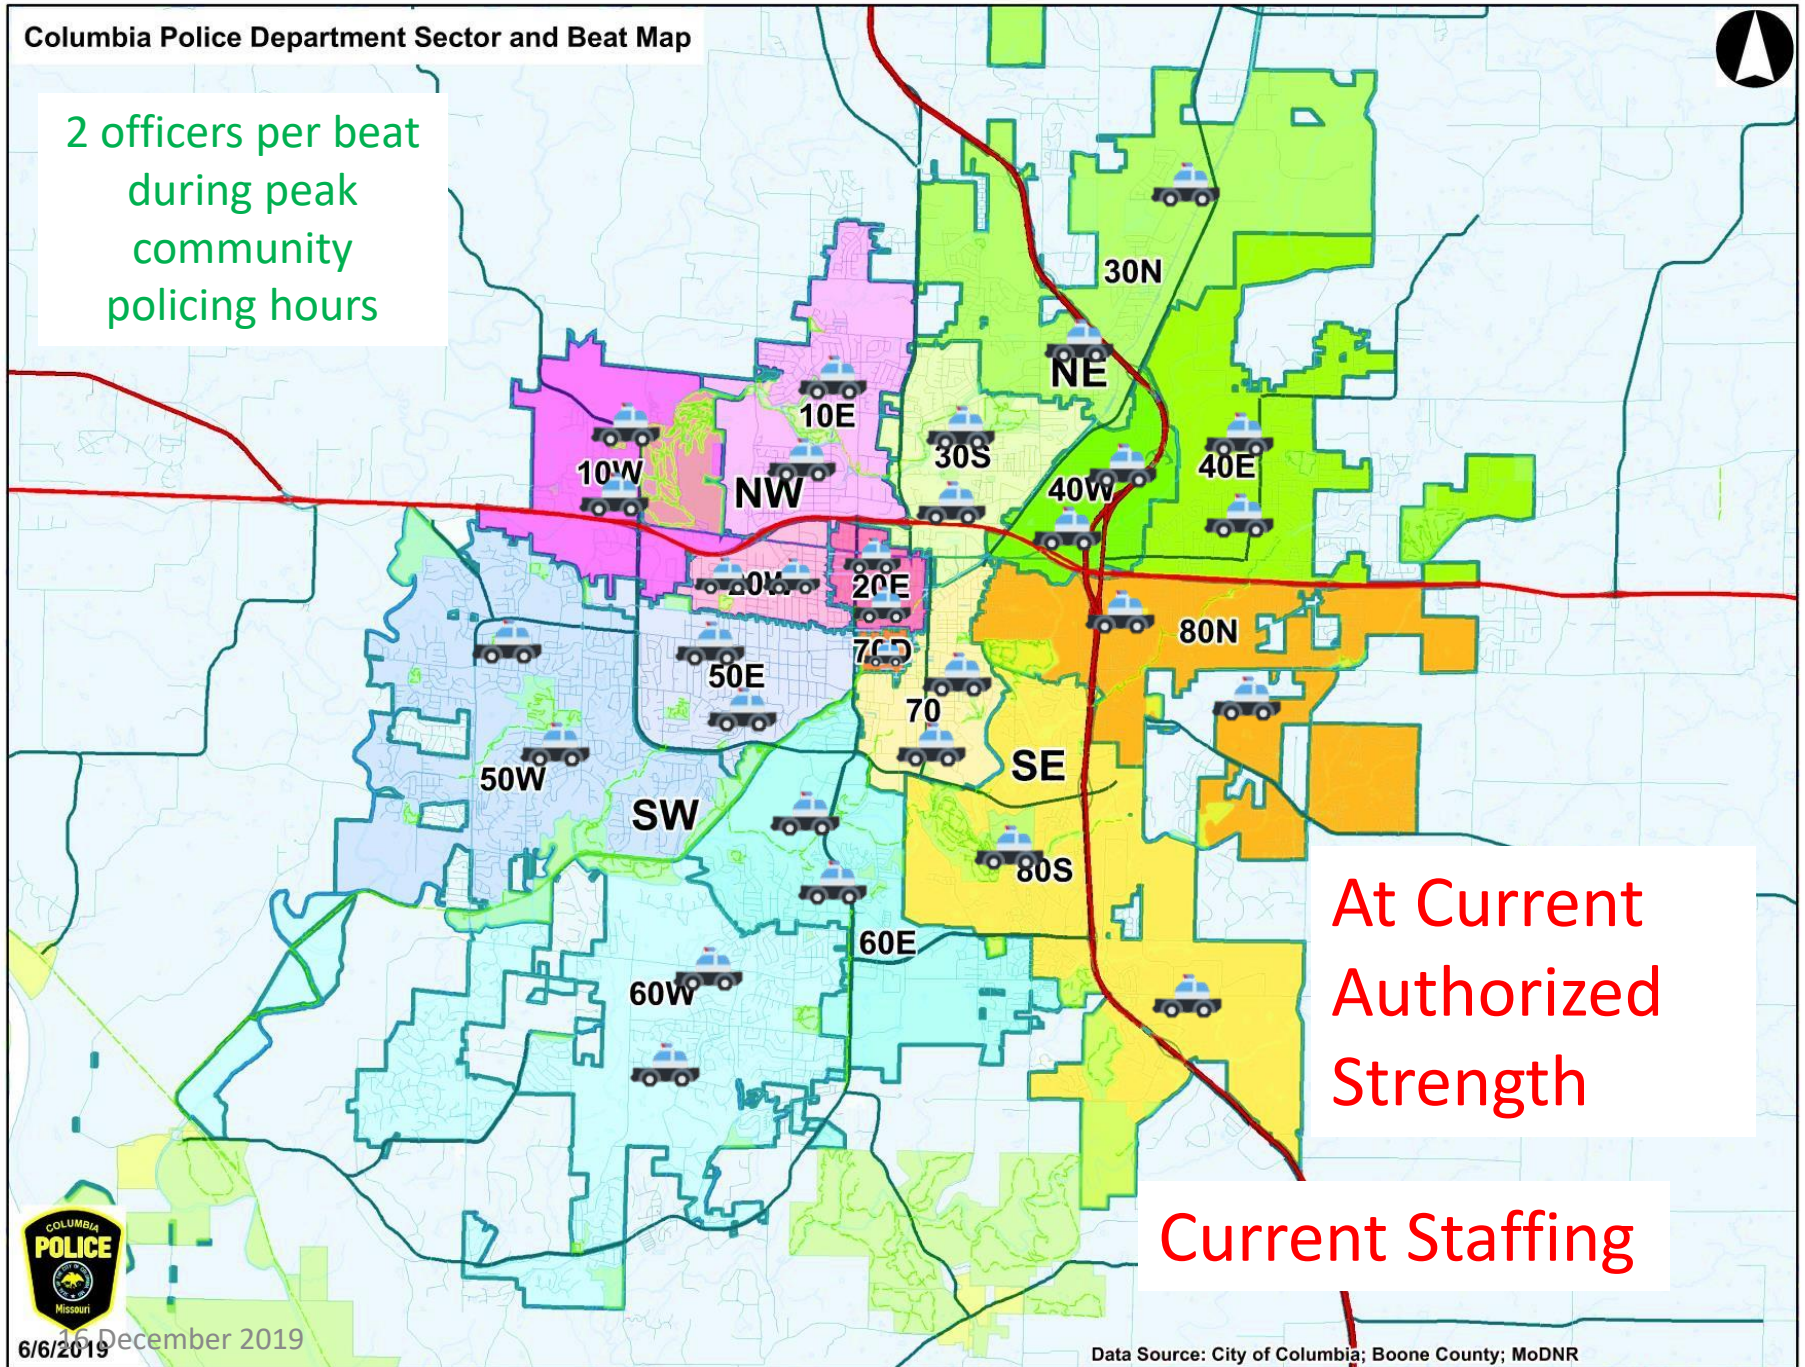 Columbia Police Department Sector and Beat Map
2 officers per beat
during peak
community
policing hours
30N
NE
10E
10W
NW
30S
40W
40E
20E
80N
50E
70
50W
SW
SE
80S
60E
60W
At Current
Authorized
Strength
Current Staffing
COLUMBIA
POLICE
Missouri
16 December 2019
6/6/2019
Data Source: City of Columbia; Boone County; MoDNR